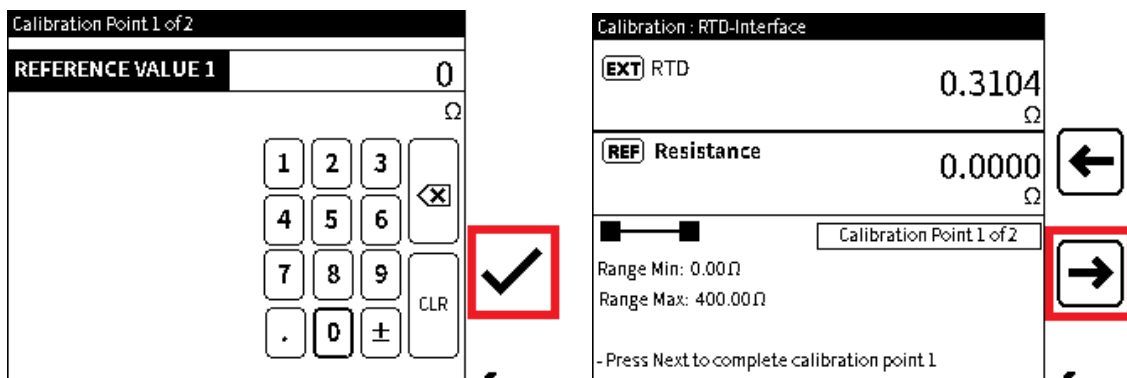 Calibration Point 1 of 2
REFERENCE VALUE 1 0
Ω
1 2 3
4 5 6
7 8 9 CLR
. 0 ±
Calibration : RTD-Interface
EXT RTD 0.3104
Ω
REF Resistance 0.0000
Ω
Calibration Point 1 of 2
Range Min: 0.00Ω
Range Max: 400.00Ω
- Press Next to complete calibration point 1